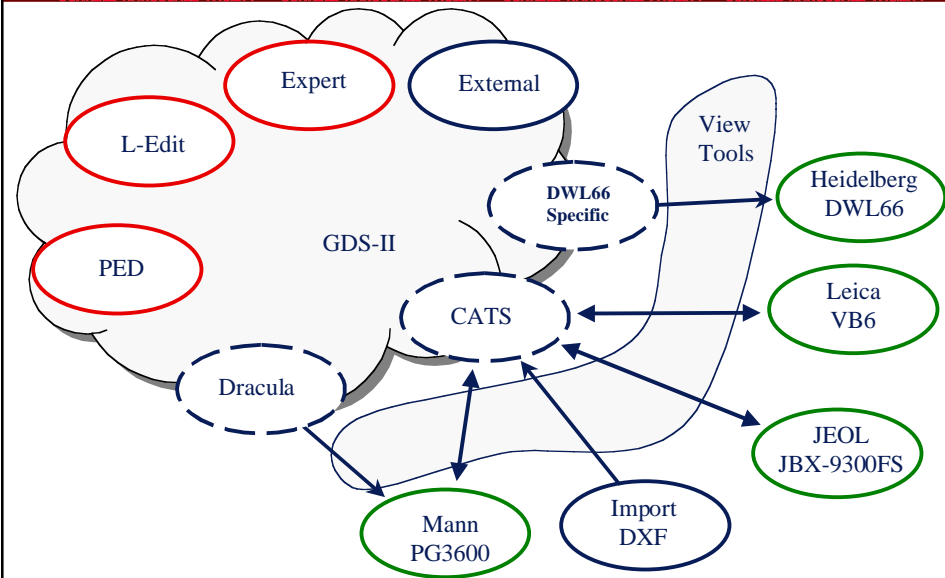 Expert
External
L-Edit
View
Tools
DWL66
Specific
Heidelberg
DWL66
GDS-II
PED
CATS
Leica
VB6
Dracula
JEOL
JBX-9300FS
Mann
PG3600
Import
DXF